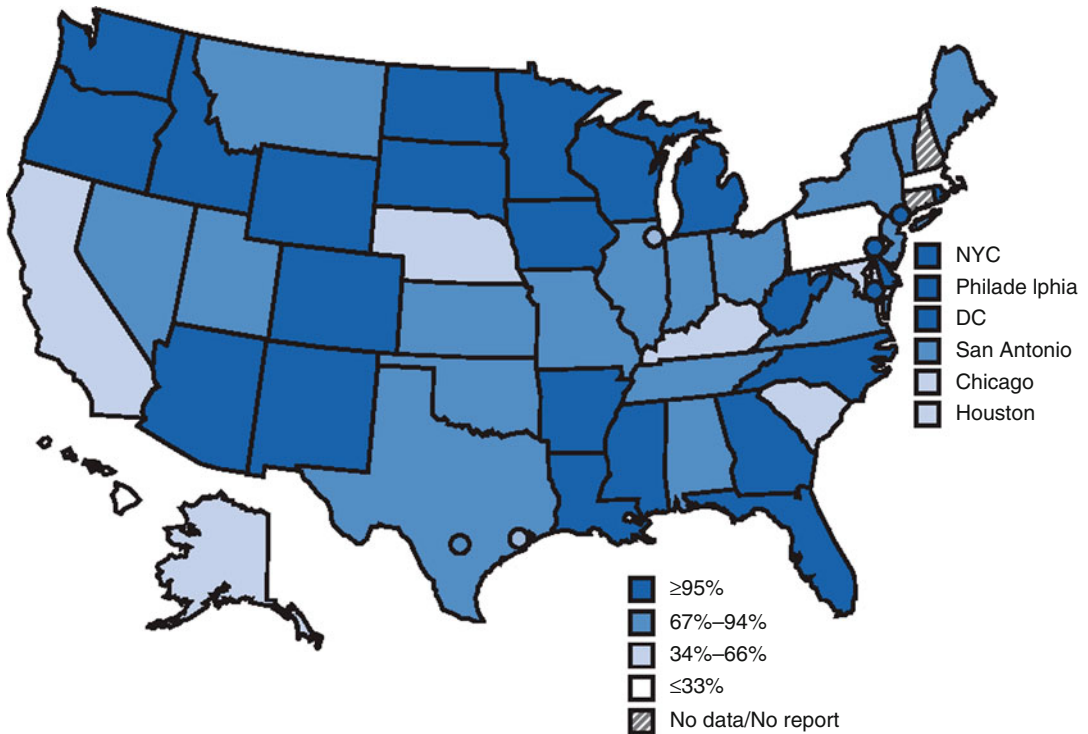 NYC
Philade lphia
DC
San Antonio
Chicago
Houston
≥95%
67%–94%
34%–66%
≤33%
No data/No report